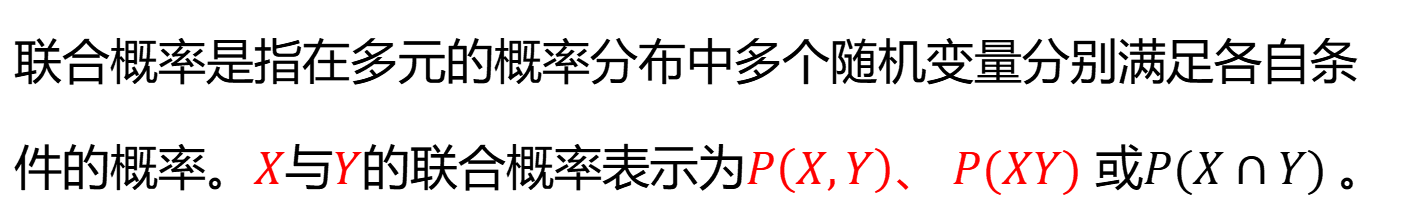 联合概率是指在多元的概率分布中多个随机变量分别满足各自条
件的概率。X与Y的联合概率表示为P(X,Y)、 P(XY) 或P(X ∩ Y) 。